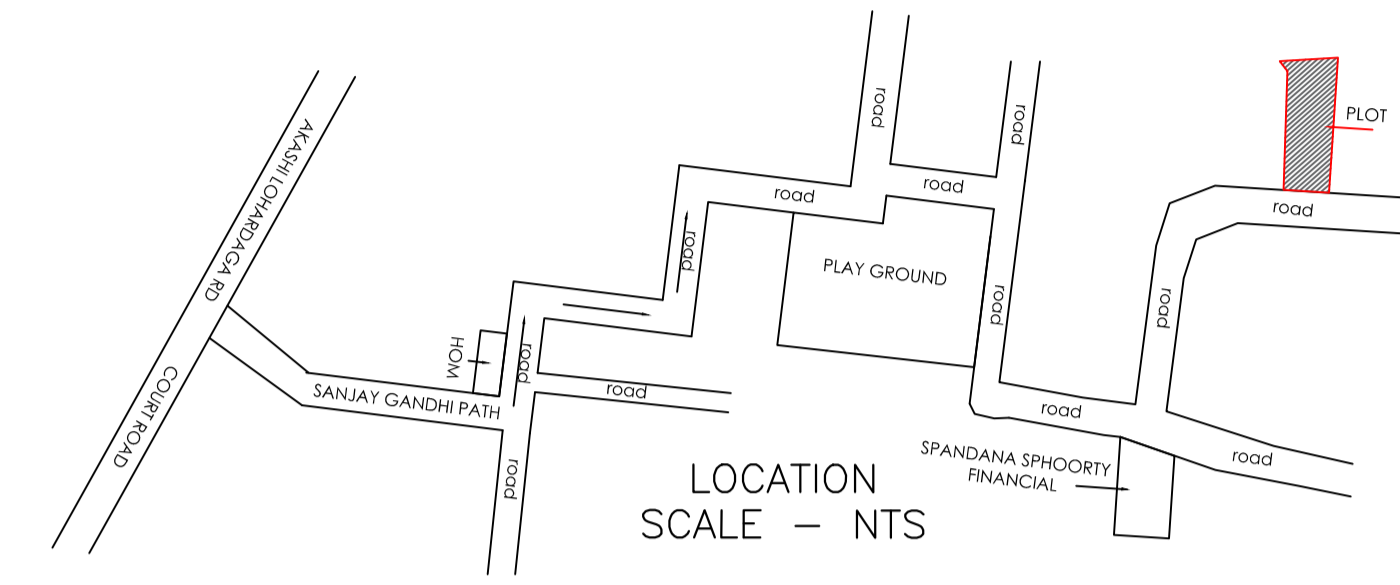 AKASHI LOHARDAGA RD
COURT ROAD
SANJAY GANDHI PATH
HOM
road
road
road
road
road
road
road
road
road
PLAY GROUND
road
road
road
road
road
PLOT
SPANDANA SPHOORTY
FINANCIAL
LOCATION
SCALE - NTS